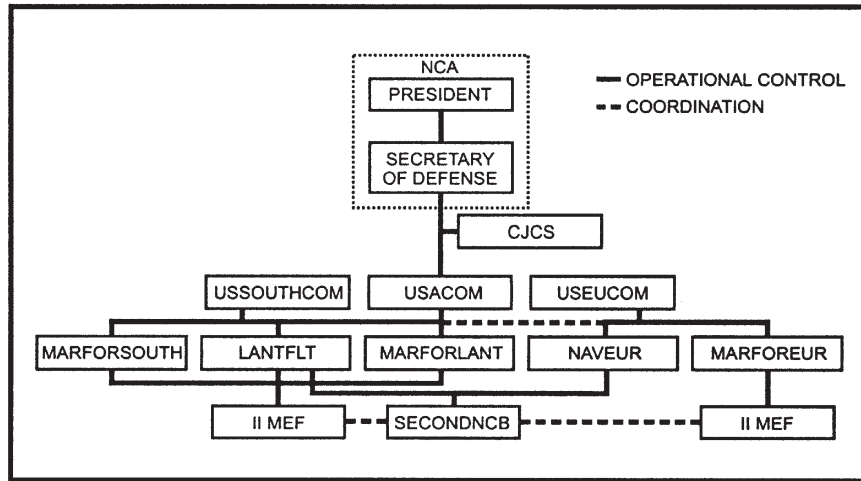 NCA
PRESIDENT
OPERATIONAL CONTROL
COORDINATION
SECRETARY
OF DEFENSE
CJCS
USSOUTHCOM
USACOM
USEUCOM
MARFORSOUTH
LANTFLT
MARFORLANT
NAVEUR
MARFOREUR
II MEF
SECONDNCB
II MEF